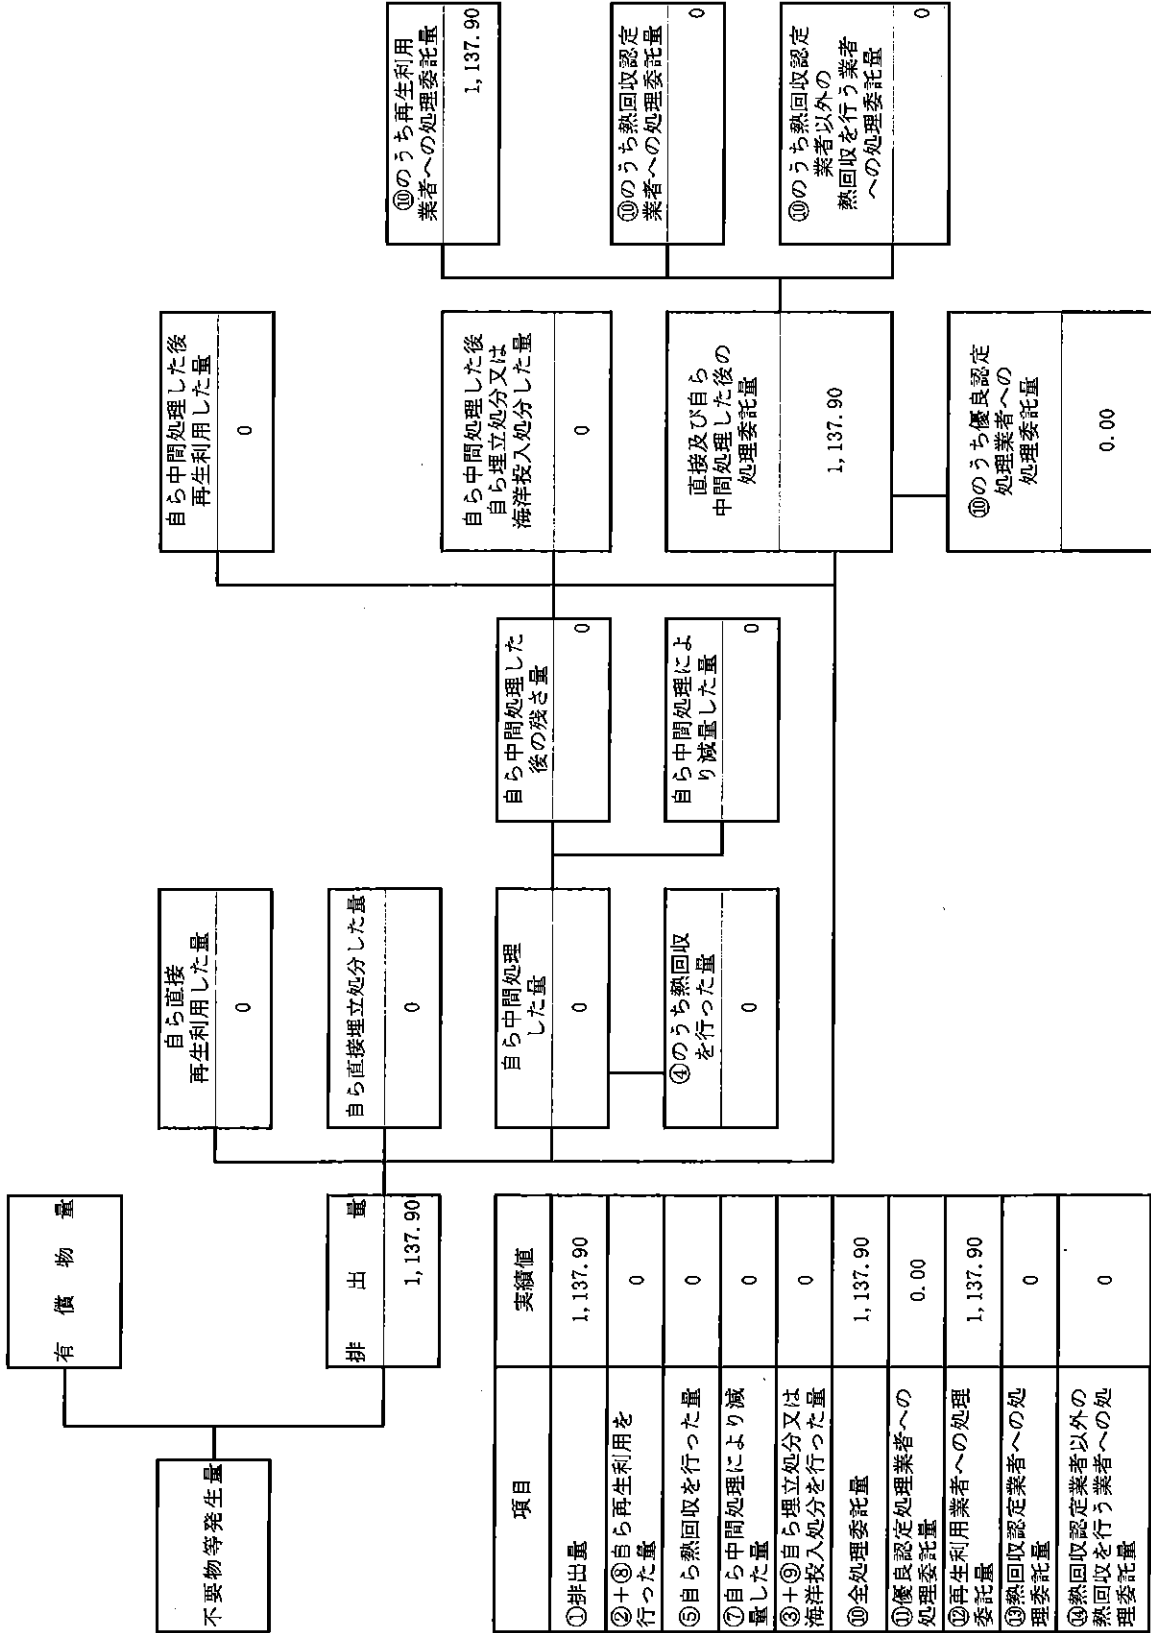 不要物等発生量
有償物量
排出量
1,137.90
自ら直接
再生利用した量
0
自ら直接埋立処分した量
0
自ら中間処理
した量
0
④のうち熱回収
を行った量
0
自ら中間処理した
後の残さ量
0
自ら中間処理によ
り減量した量
0
自ら中間処理した後
再生利用した量
0
自ら中間処理した後
自ら埋立処分又は
海洋投入処分した量
0
直接及び自ら
中間処理した後の
処理委託量
1,137.90
⑩のうち優良認定
処理業者への
処理委託量
0.00
⑩のうち再生利用
業者への処理委託量
1,137.90
⑩のうち熱回収認定
業者への処理委託量
0
⑩のうち熱回収認定
業者以外の
熱回収を行う業者
への処理委託量
0
項目 実績値
①排出量 1,137.90
②+⑧自ら再生利用を
行った量 0
⑤自ら熱回収を行った量 0
⑦自ら中間処理により減
量した量 0
③+⑨自ら埋立処分又は
海洋投入処分を行った量 0
⑩全処理委託量 1,137.90
⑪優良認定処理業者への
処理委託量 0.00
⑫再生利用業者への処理
委託量 1,137.90
⑬熱回収認定業者への処
理委託量 0
⑭熱回収認定業者以外の
熱回収を行う業者への処
理委託量 0